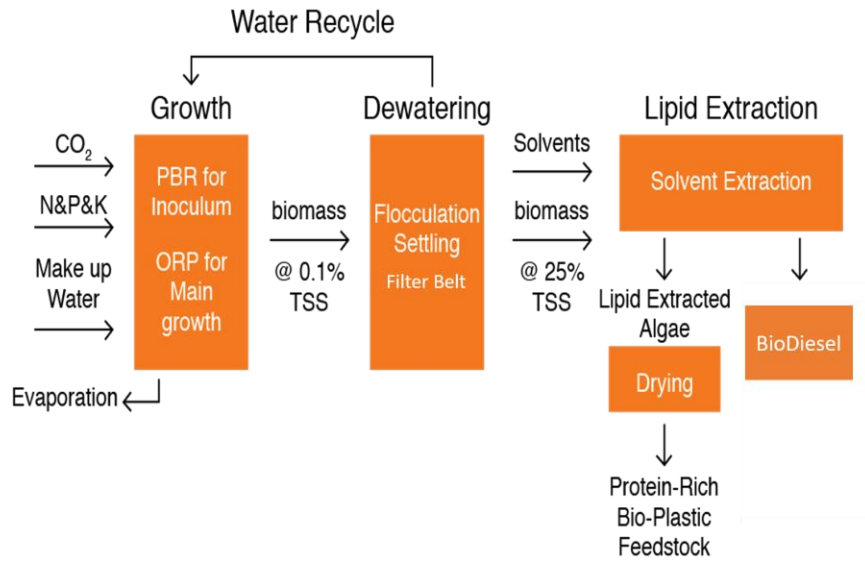 Water Recycle
Growth
Dewatering
Lipid Extraction
CO₂
N&P&K
Make up
Water
Evaporation
PBR for
Inoculum
ORP for
Main
growth
biomass
@ 0.1%
TSS
Flocculation
Settling
Filter Belt
Solvents
biomass
@ 25%
TSS
Solvent Extraction
Lipid Extracted
Algae
BioDiesel
Drying
Protein-Rich
Bio-Plastic
Feedstock